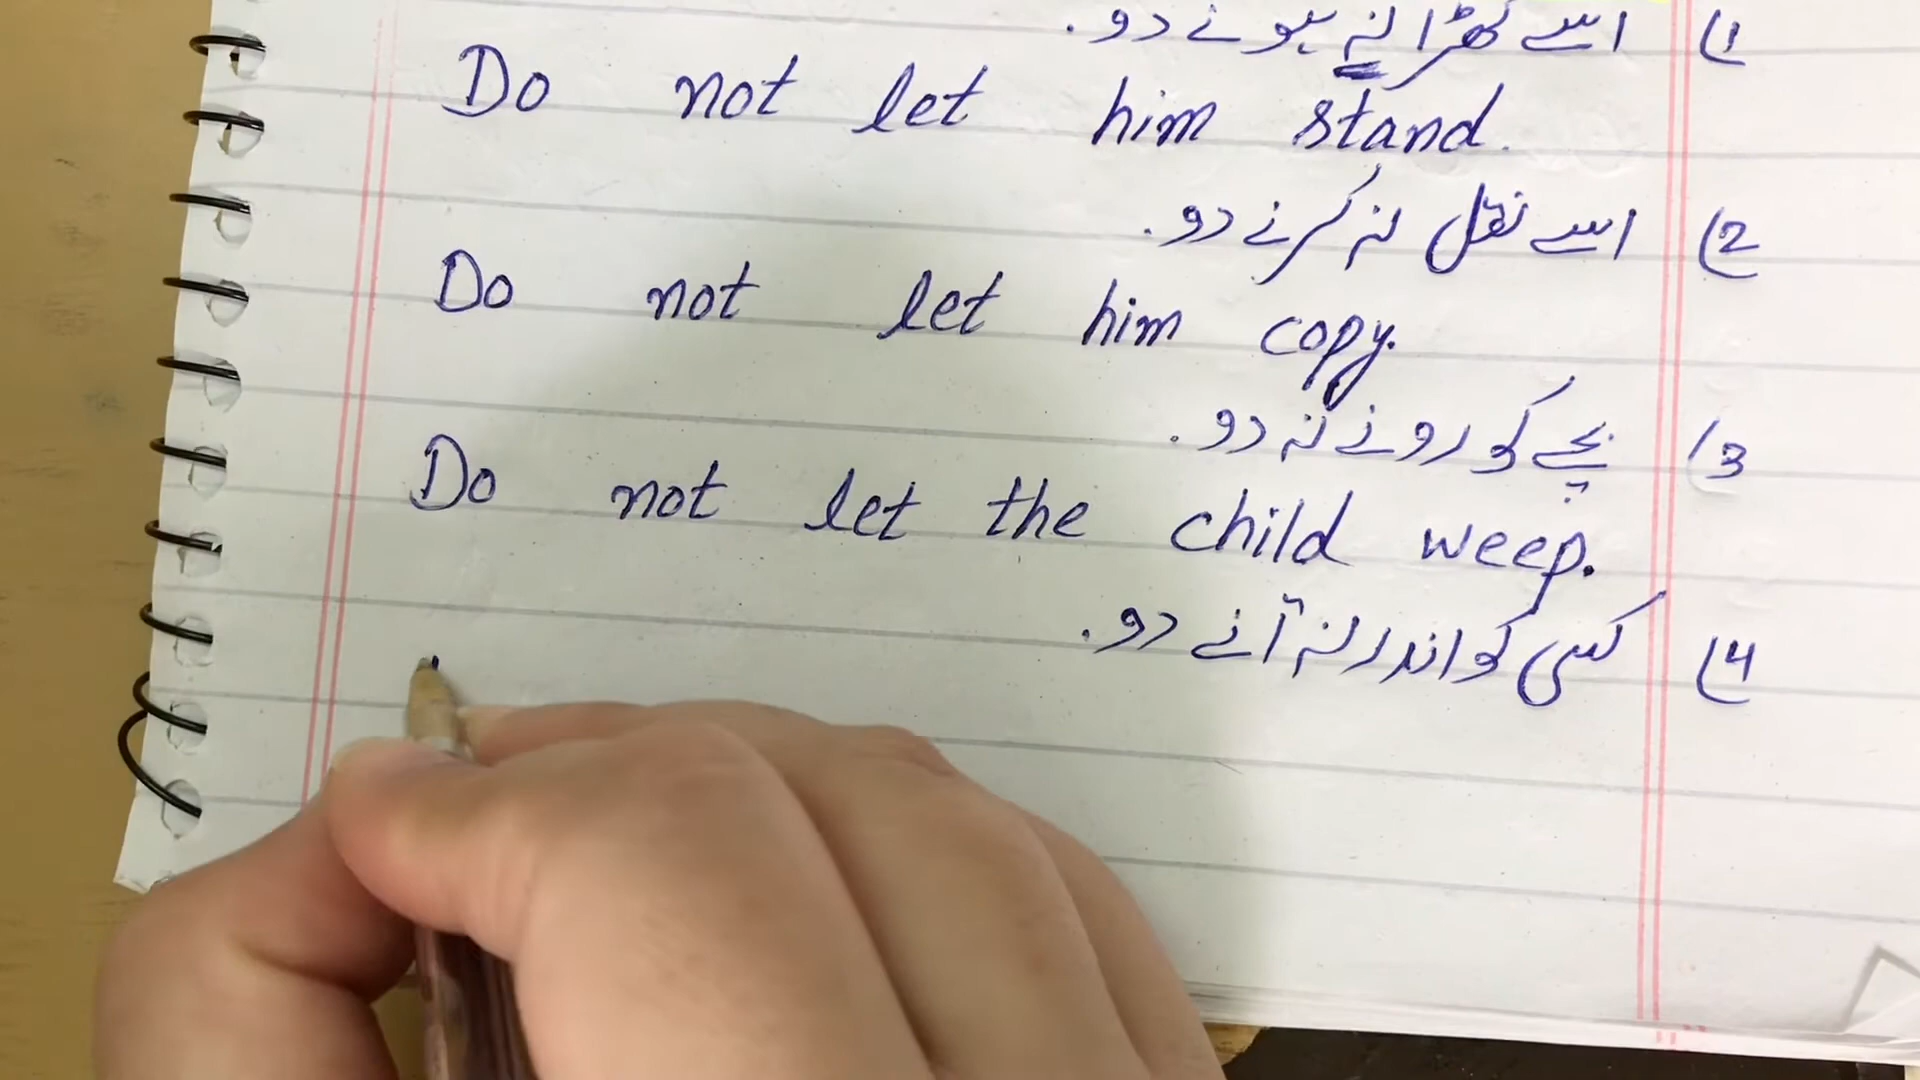 1) اسے کھڑا نہ ہونے دو.
Do not let him stand.
2) اسے نقل نہ کرنے دو.
Do not let him copy.
3) بچے کو رونے نہ دو.
Do not let the child weep.
4) کسی کو اندر نہ آنے دو.